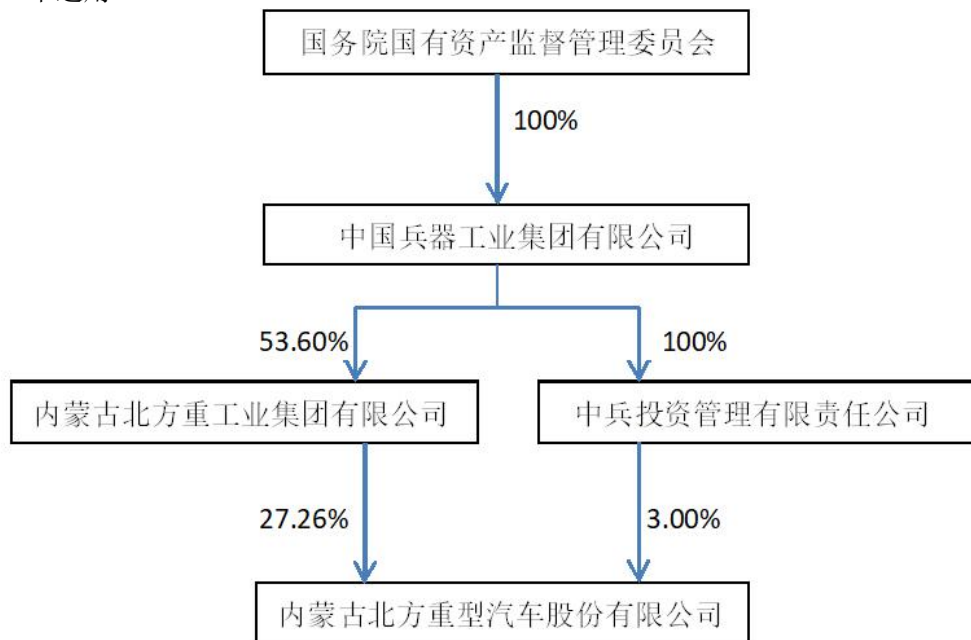 国务院国有资产监督管理委员会
100%
中国兵器工业集团有限公司
53.60%
100%
内蒙古北方重工业集团有限公司
中兵投资管理有限责任公司
27.26%
3.00%
内蒙古北方重型汽车股份有限公司